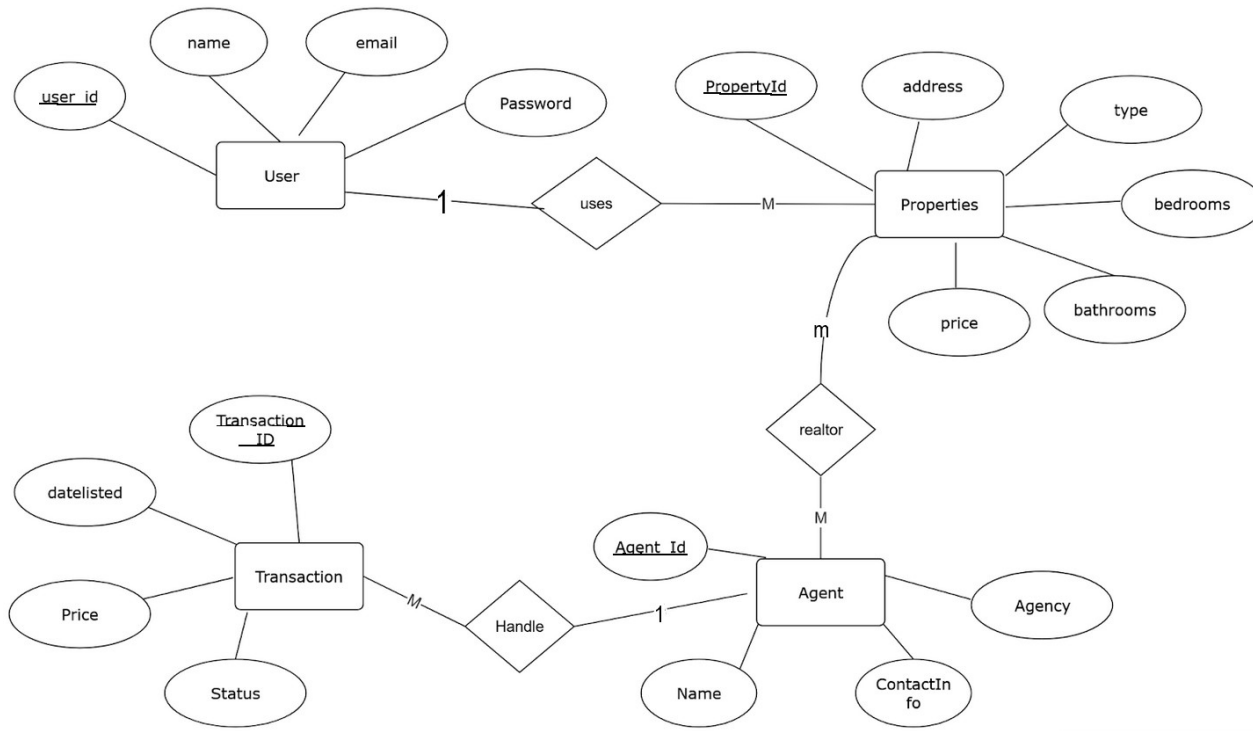 name
email
user_id
Password
User
1
uses
M
PropertyId
address
type
Properties
bedrooms
bathrooms
price
m
realtor
M
Transaction
_ID
datelisted
Transaction
Price
Status
M
Handle
1
Agent_Id
Agent
Agency
Name
ContactIn
fo